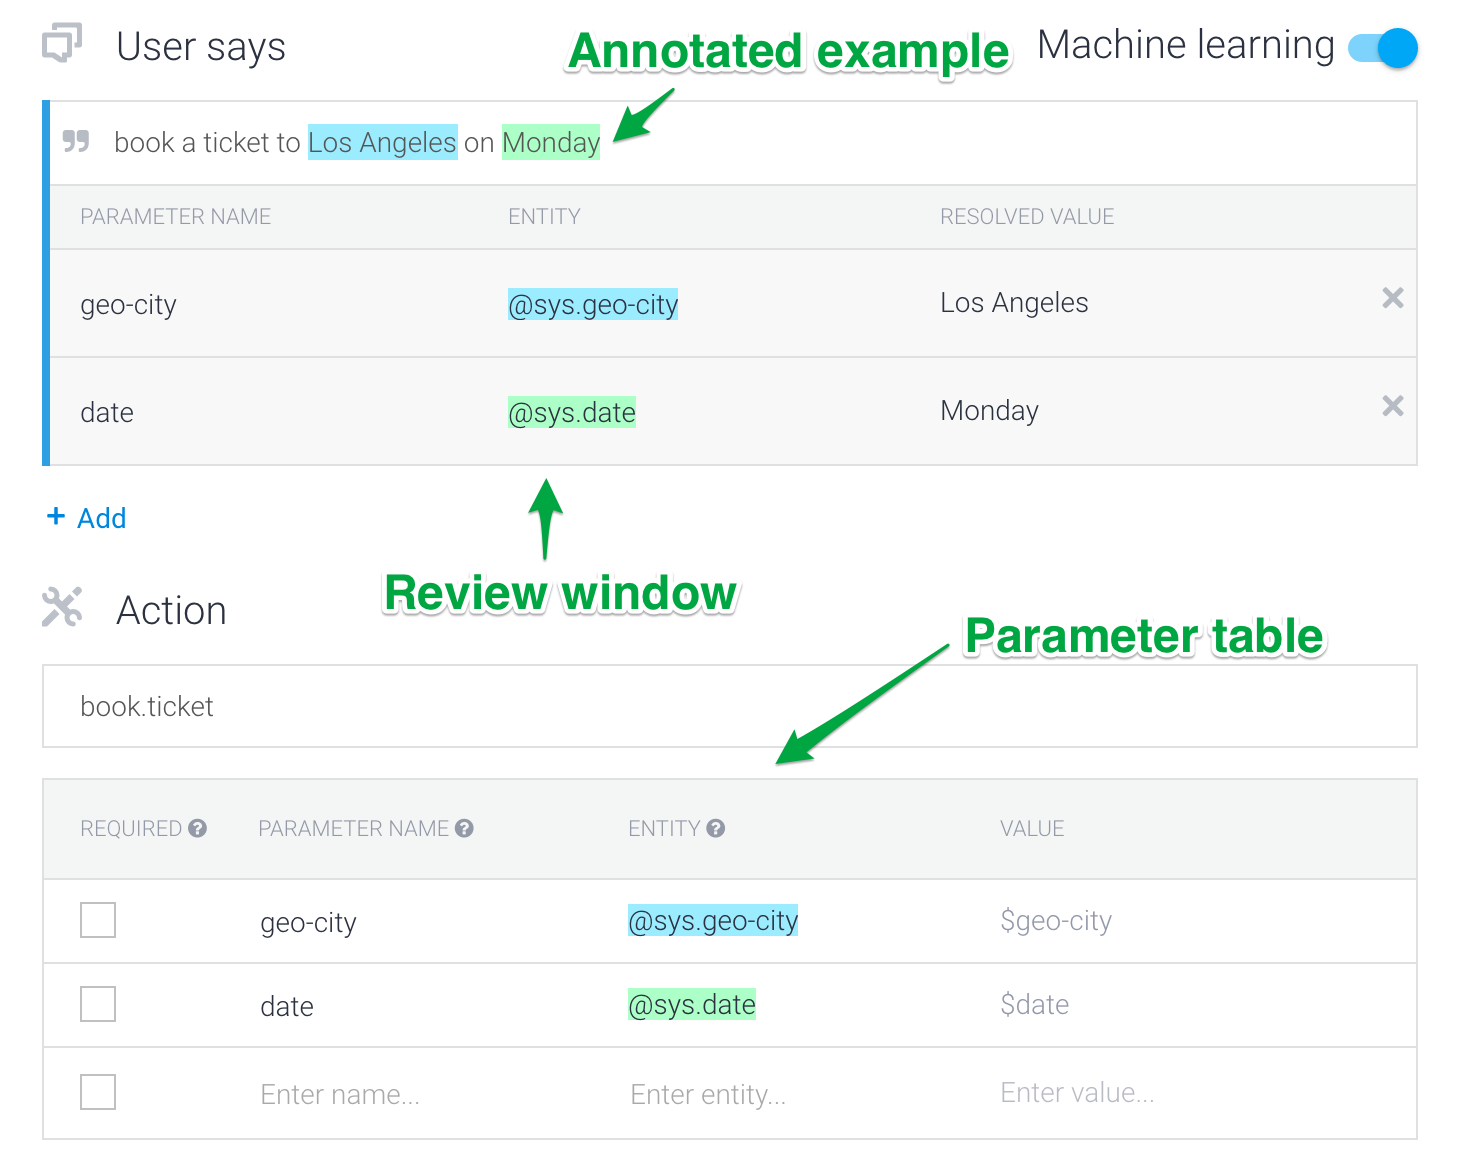 User says
Annotated example
Machine learning
book a ticket to Los Angeles on Monday
PARAMETER NAME ENTITY RESOLVED VALUE
geo-city @sys.geo-city Los Angeles
date @sys.date Monday
+ Add
Review window
Action
Parameter table
book.ticket
REQUIRED PARAMETER NAME ENTITY VALUE
geo-city @sys.geo-city $geo-city
date @sys.date $date
Enter name... Enter entity... Enter value...